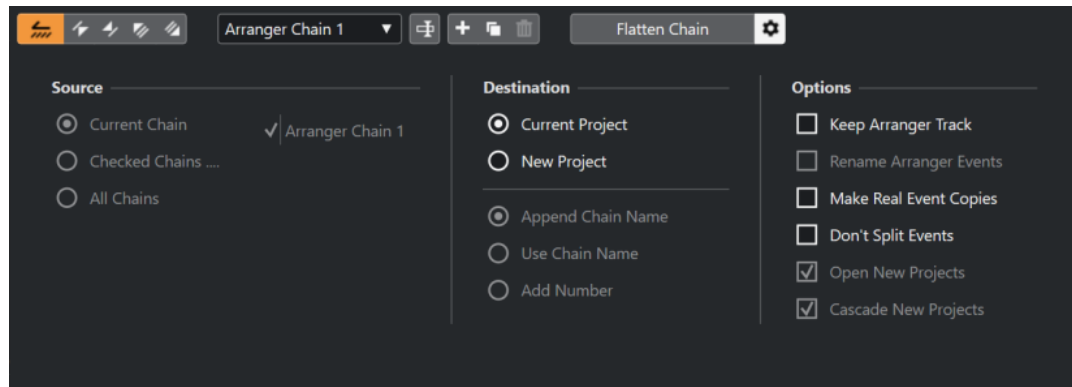 Arranger Chain 1
Flatten Chain
Source
Current Chain
Arranger Chain 1
Checked Chains ....
All Chains
Destination
Current Project
New Project
Append Chain Name
Use Chain Name
Add Number
Options
Keep Arranger Track
Rename Arranger Events
Make Real Event Copies
Don't Split Events
Open New Projects
Cascade New Projects